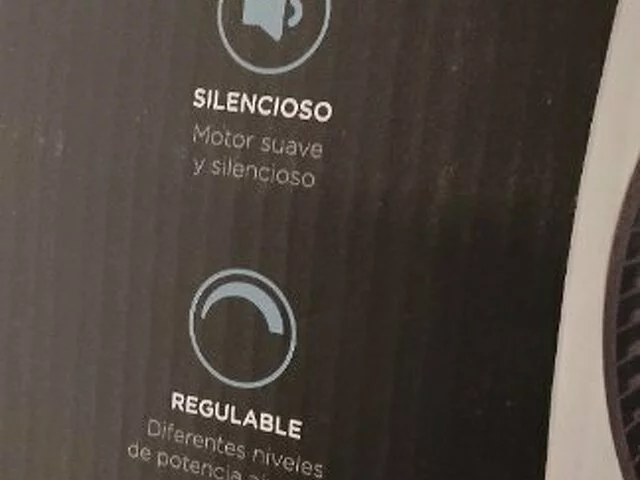 SILENCIOSO
Motor suave
y silencioso
REGULABLE
Diferentes niveles
de potencia